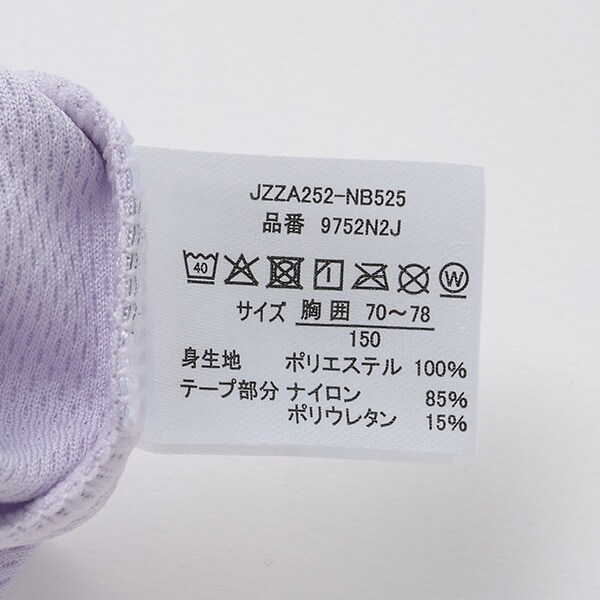 JZZA252-NB525
品番 9752N2J
40 W
サイズ 胸囲 70～78
150
身生地 ポリエステル 100%
テープ部分 ナイロン 85%
ポリウレタン 15%